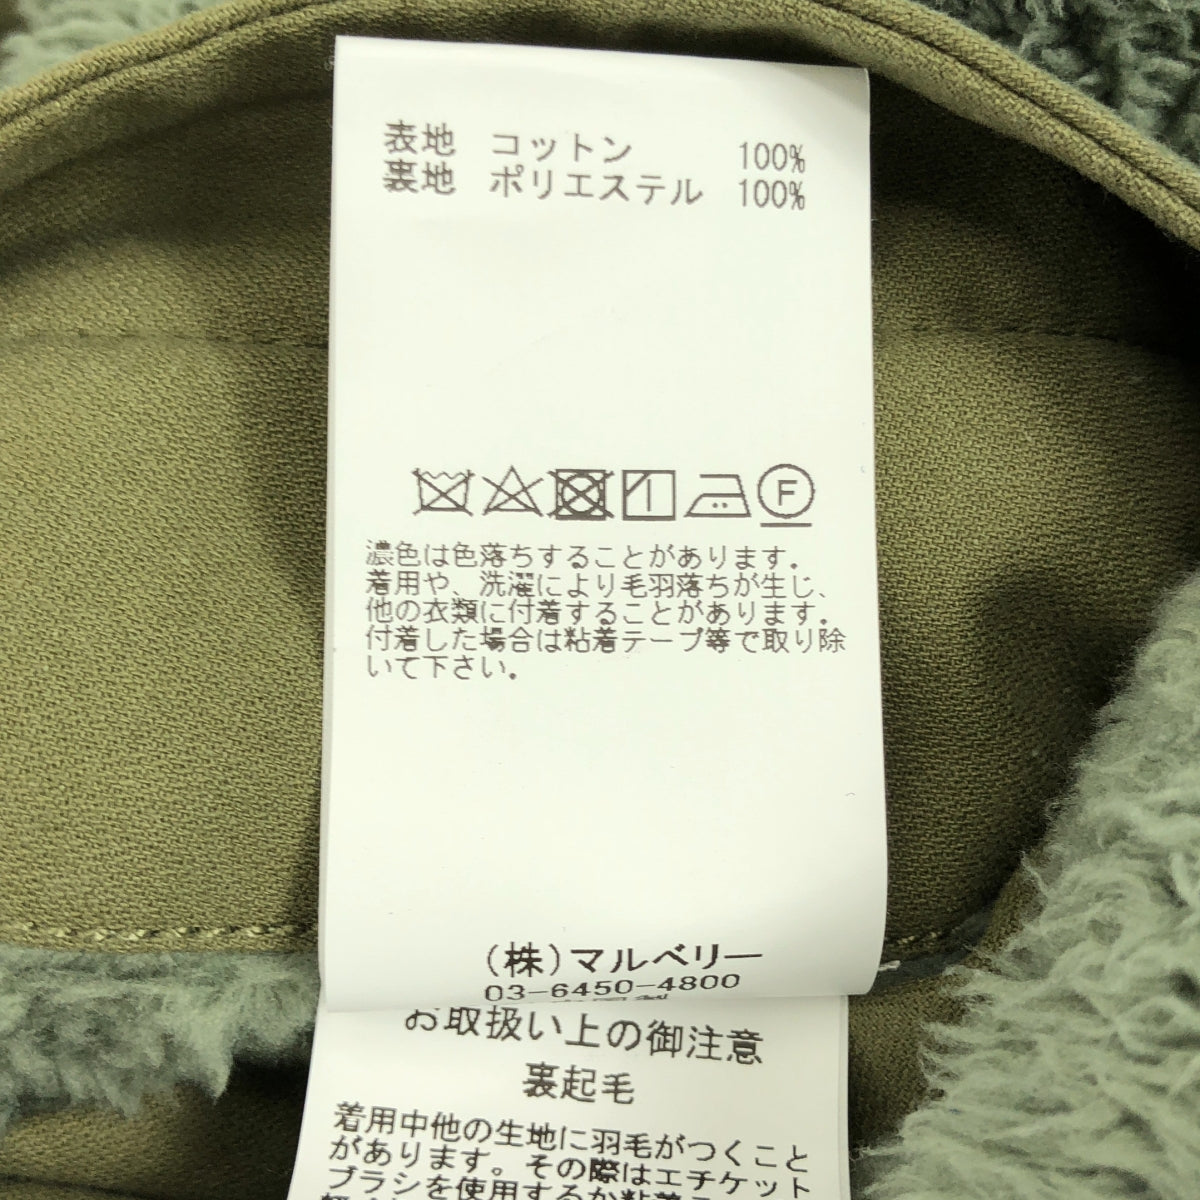 表地 コットン 100%
裏地 ポリエステル 100%
F
濃色は色落ちすることがあります。
着用や、洗濯により毛羽落ちが生じ、
他の衣類に付着することがあります。
付着した場合は粘着テープ等で取り除
いて下さい。
(株)マルベリー
03-6450-4800
お取扱い上の御注意
裏起毛
着用中他の生地に羽毛がつくこと
があります。その際はエチケット
ブラシを使用するか粘着